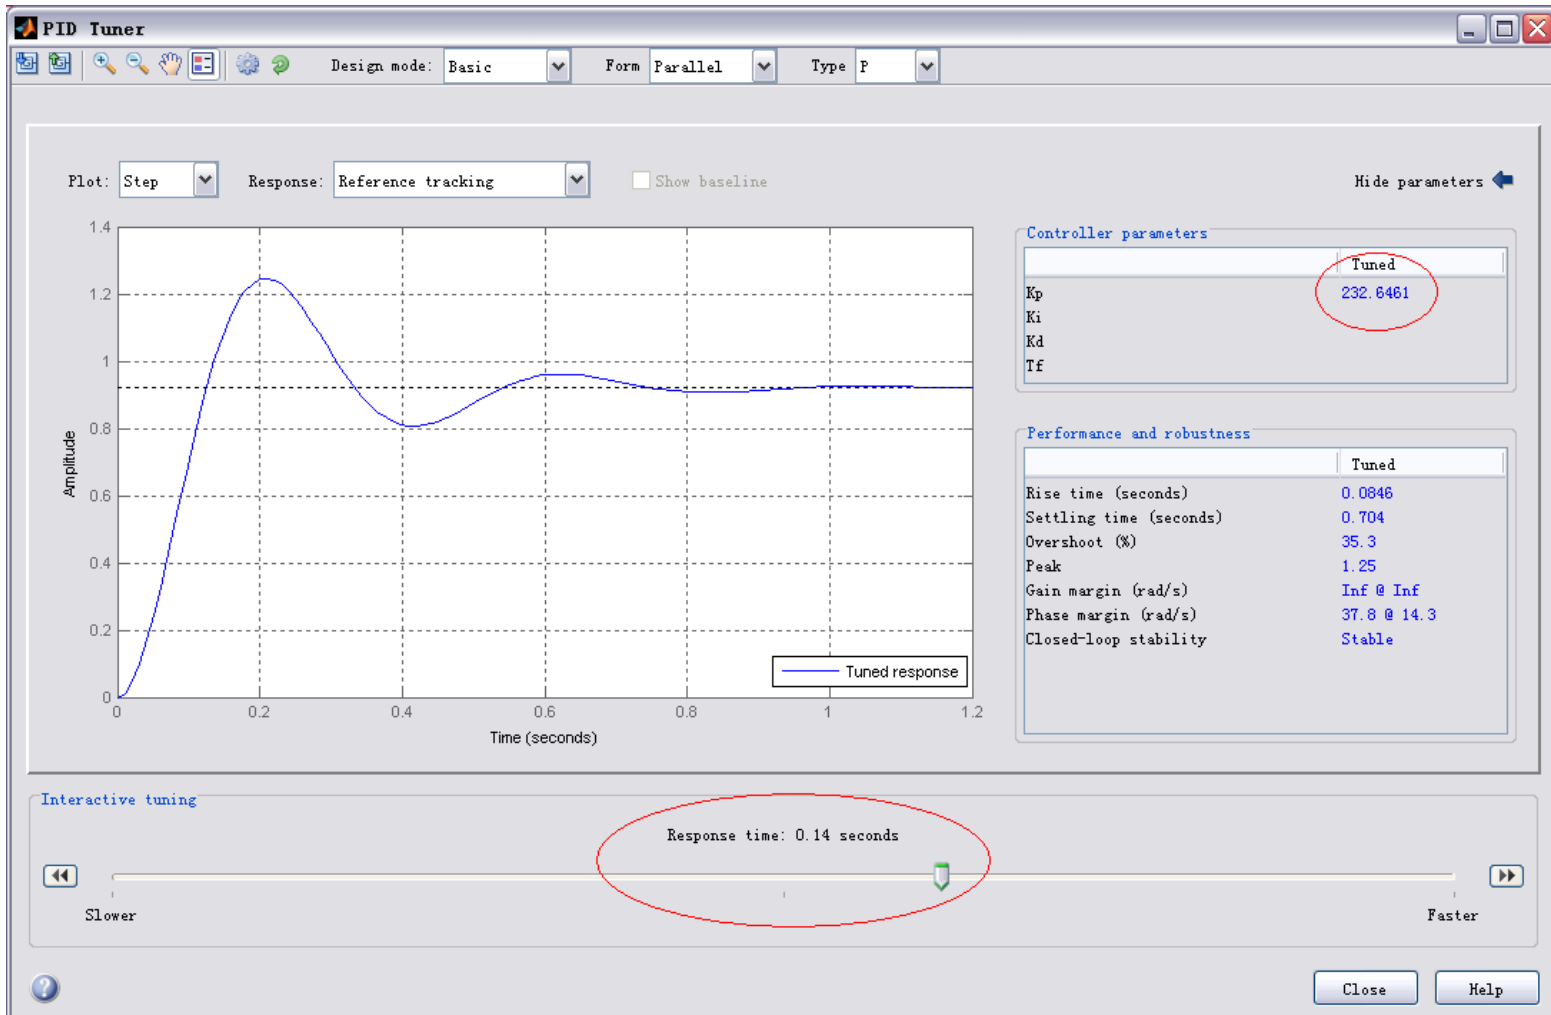 PID Tuner
Design mode: Basic Form Parallel Type P
Plot: Step Response: Reference tracking Show baseline Hide parameters
1.4
1.2
1
0.8
0.6
0.4
0.2
0
Amplitude
0 0.2 0.4 0.6 0.8 1 1.2
Time (seconds)
Tuned response
Controller parameters
Tuned
Kp 232.6461
Ki
Kd
Tf
Performance and robustness
Tuned
Rise time (seconds) 0.0846
Settling time (seconds) 0.704
Overshoot (%) 35.3
Peak 1.25
Gain margin (rad/s) Inf @ Inf
Phase margin (rad/s) 37.8 @ 14.3
Closed-loop stability Stable
Interactive tuning
Response time: 0.14 seconds
Slower Faster
Close Help